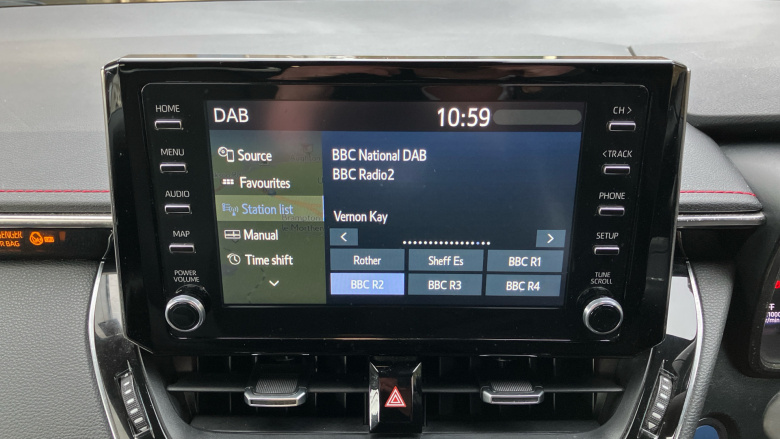 DAB 10:59
HOME
MENU
AUDIO
MAP
POWER
VOLUME
Source
Favourites
Station list
Manual
Time shift
BBC National DAB
BBC Radio2
Vernon Kay
< >
Rother Sheff Es BBC R1
BBC R2 BBC R3 BBC R4
CH >
< TRACK
PHONE
SETUP
TUNE
SCROLL
ENGER
R BAG